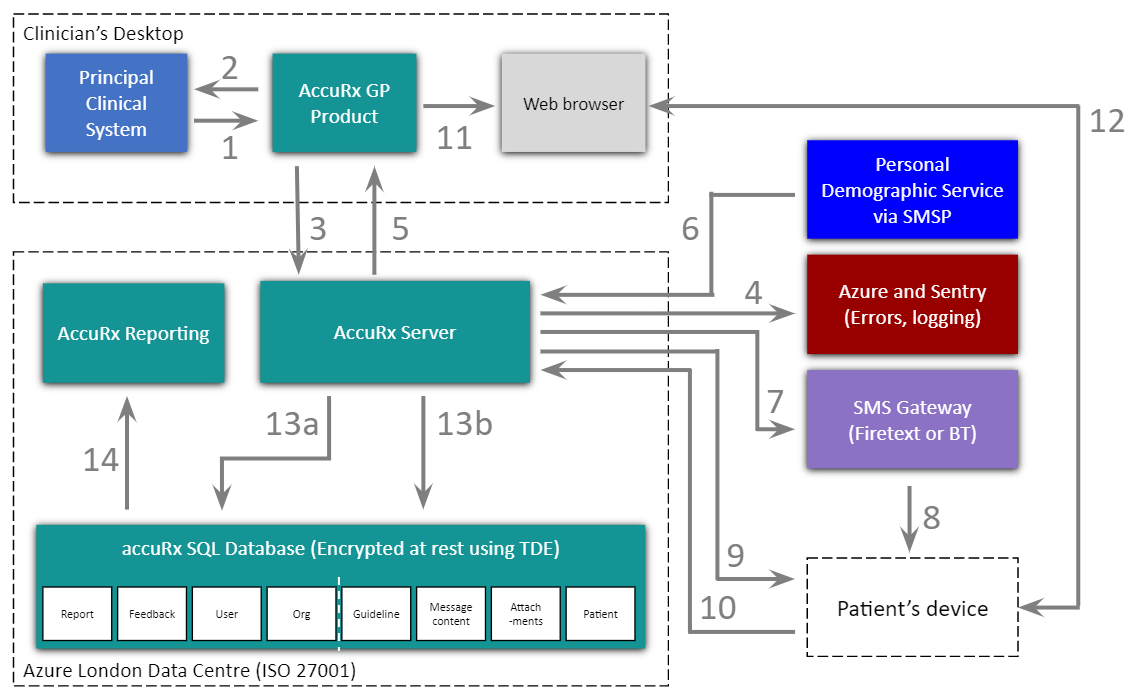 Clinician's Desktop
Principal
Clinical
System
2
1
AccuRx GP
Product
11
Web browser
12
3
5
6
Personal
Demographic Service
via SMSP
4
Azure and Sentry
(Errors, logging)
7
SMS Gateway
(Firetext or BT)
8
AccuRx Reporting
AccuRx Server
14
13a
13b
9
10
Patient's device
accuRx SQL Database (Encrypted at rest using TDE)
Report
Feedback
User
Org
Guideline
Message
content
Attach
-ments
Patient
Azure London Data Centre (ISO 27001)